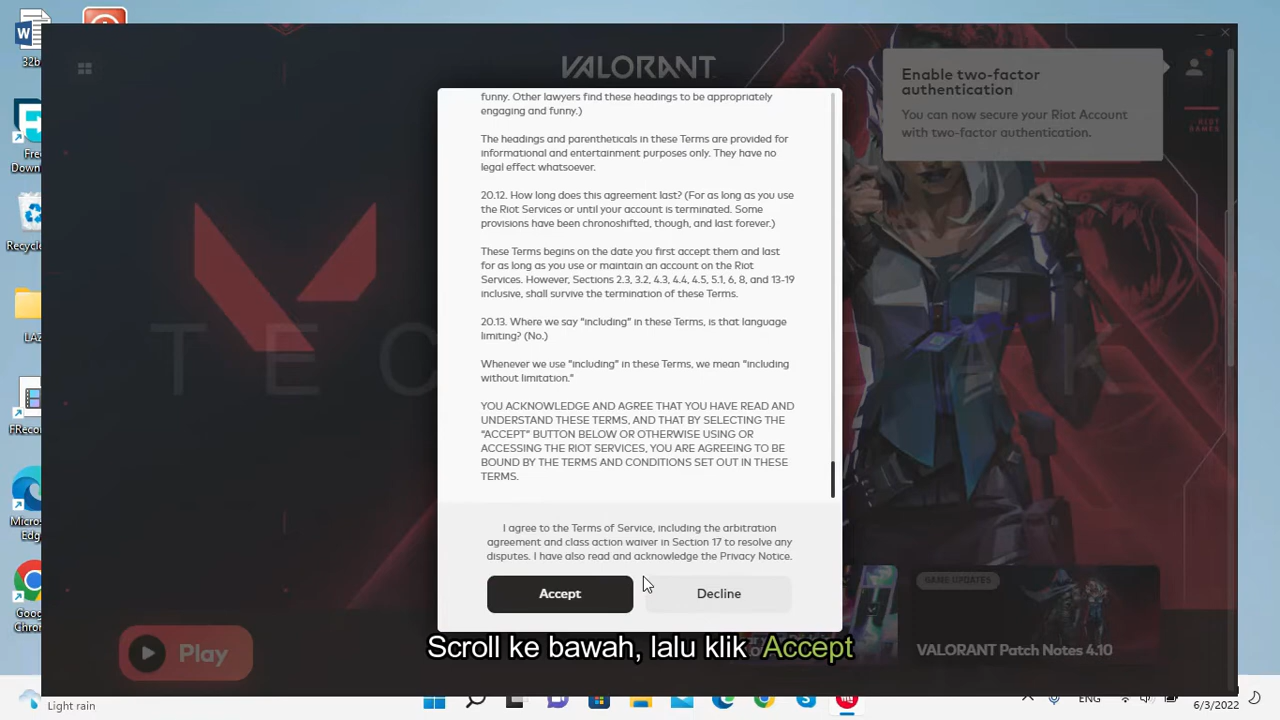 32b
VALORANT
Enable two-factor
authentication
You can now secure your Riot Account
with two-factor authentication.
RIOT
GAMES
funny. Other lawyers find these headings to be appropriately
engaging and funny.)
The headings and parentheticals in these Terms are provided for
informational and entertainment purposes only. They have no
legal effect whatsoever.
20.12. How long does this agreement last? (For as long as you use
the Riot Services or until your account is terminated. Some
provisions have been chronoshifted, though, and last forever.)
These Terms begins on the date you first accept them and last
for as long as you use or maintain an account on the Riot
Services. However, Sections 2.3, 3.2, 4.3, 4.4, 4.5, 5.1, 6, 8, and 13-19
inclusive, shall survive the termination of these Terms.
20.13. Where we say "including" in these Terms, is that language
limiting? (No.)
Whenever we use "including" in these Terms, we mean "including
without limitation."
YOU ACKNOWLEDGE AND AGREE THAT YOU HAVE READ AND
UNDERSTAND THESE TERMS, AND THAT BY SELECTING THE
"ACCEPT" BUTTON BELOW OR OTHERWISE USING OR
ACCESSING THE RIOT SERVICES, YOU ARE AGREEING TO BE
BOUND BY THE TERMS AND CONDITIONS SET OUT IN THESE
TERMS.
I agree to the Terms of Service, including the arbitration
agreement and class action waiver in Section 17 to resolve any
disputes. I have also read and acknowledge the Privacy Notice.
Accept
Decline
Free
Down
Recycle
LAz
FReco
Micros
Edge
Goo
Chro
GAME UPDATES
VALORANT Patch Notes 4.10
Play
Scroll ke bawah, lalu klik Accept
Light rain
ENG
6/3/2022